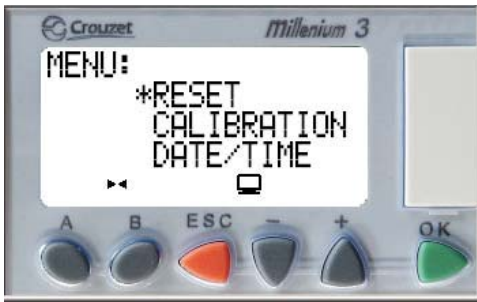 Crouzet Millenium 3
MENU:
*RESET
CALIBRATION
DATE/TIME
A B ESC - + OK